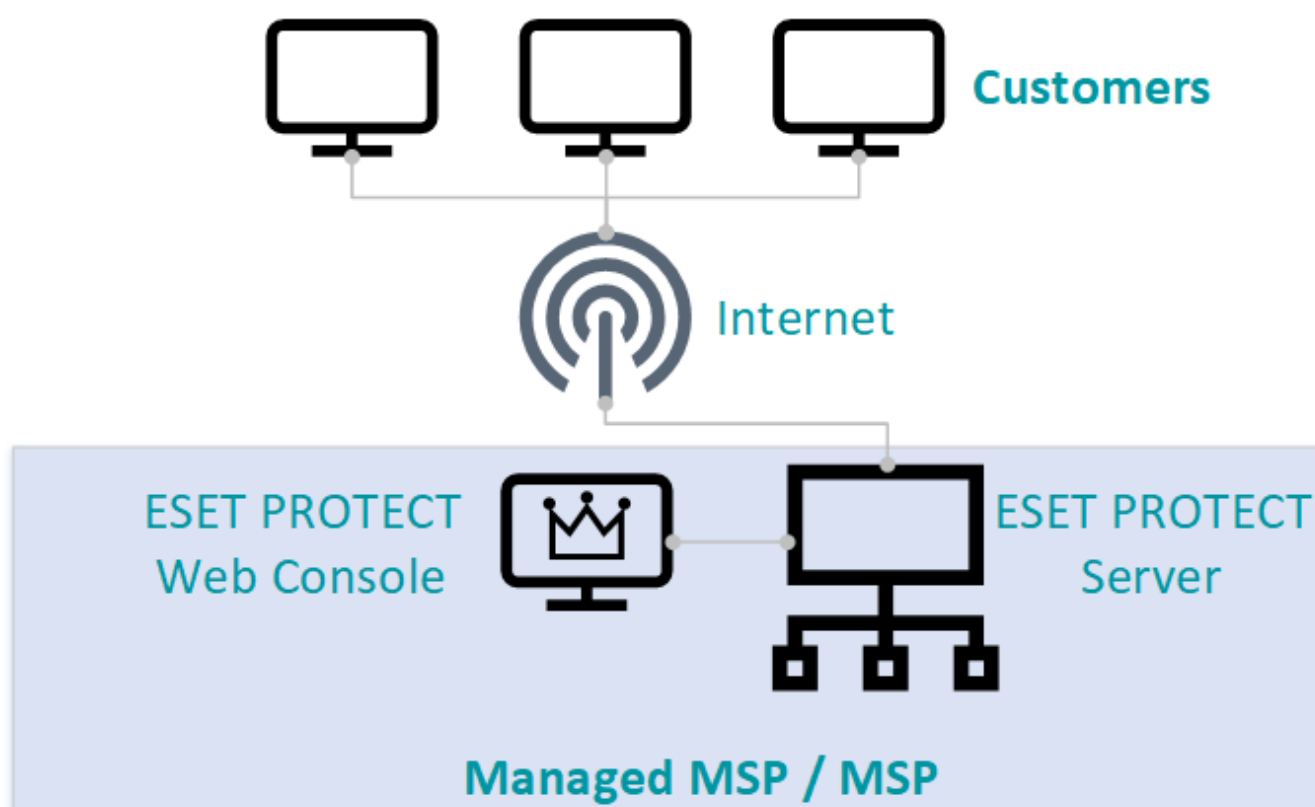 Customers
Internet
ESET PROTECT
Web Console
ESET PROTECT
Server
Managed MSP / MSP